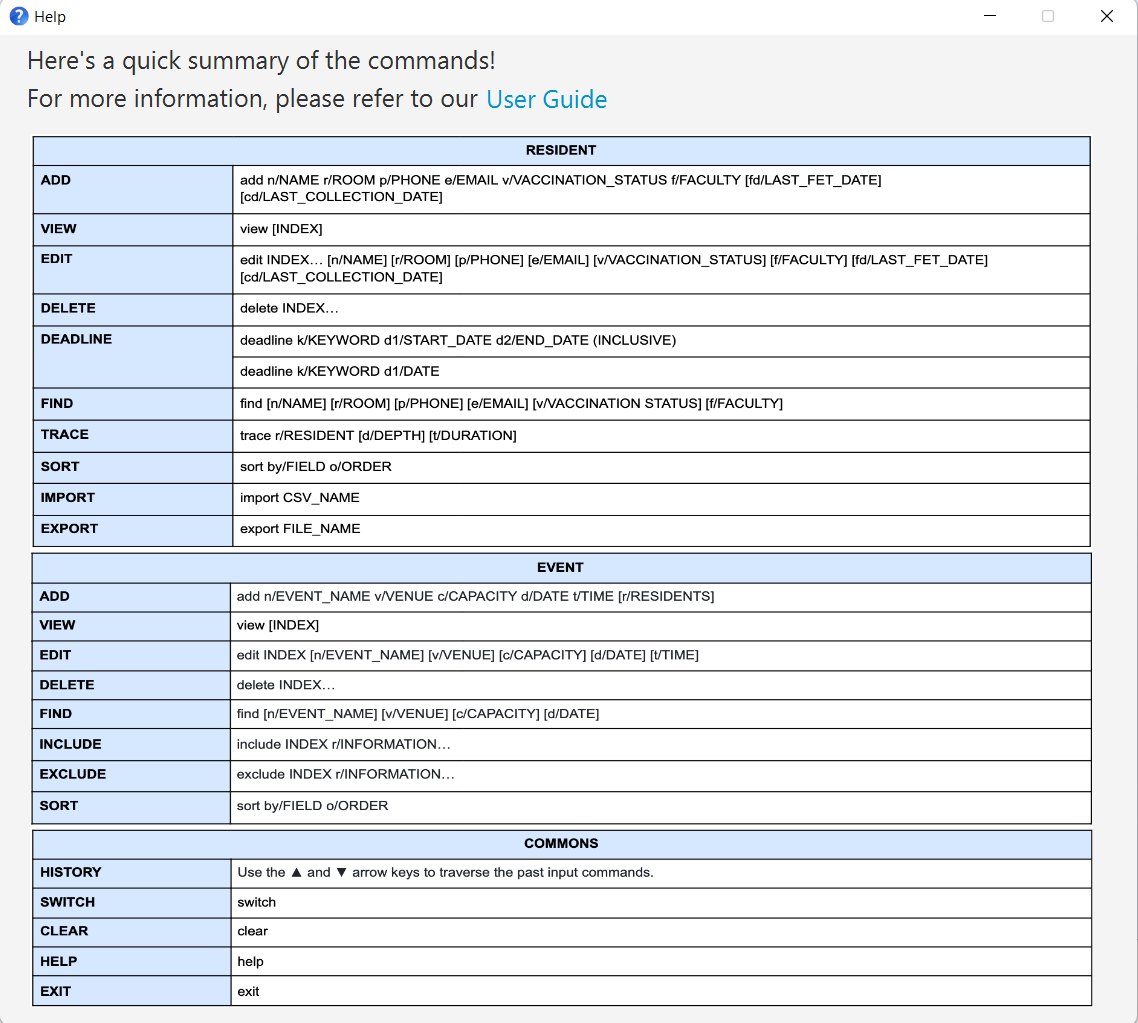 Help
Here's a quick summary of the commands!
For more information, please refer to our User Guide
RESIDENT
ADD
add n/NAME r/ROOM p/PHONE e/EMAIL v/VACCINATION_STATUS f/FACULTY [fd/LAST_FET_DATE]
[cd/LAST_COLLECTION_DATE]
VIEW
view [INDEX]
EDIT
edit INDEX… [n/NAME] [r/ROOM] [p/PHONE] [e/EMAIL] [v/VACCINATION_STATUS] [f/FACULTY] [fd/LAST_FET_DATE]
[cd/LAST_COLLECTION_DATE]
DELETE
delete INDEX…
DEADLINE
deadline k/KEYWORD d1/START_DATE d2/END_DATE (INCLUSIVE)
deadline k/KEYWORD d1/DATE
FIND
find [n/NAME] [r/ROOM] [p/PHONE] [e/EMAIL] [v/VACCINATION STATUS] [f/FACULTY]
TRACE
trace r/RESIDENT [d/DEPTH] [t/DURATION]
SORT
sort by/FIELD o/ORDER
IMPORT
import CSV_NAME
EXPORT
export FILE_NAME
EVENT
ADD
add n/EVENT_NAME v/VENUE c/CAPACITY d/DATE t/TIME [r/RESIDENTS]
VIEW
view [INDEX]
EDIT
edit INDEX [n/EVENT_NAME] [v/VENUE] [c/CAPACITY] [d/DATE] [t/TIME]
DELETE
delete INDEX…
FIND
find [n/EVENT_NAME] [v/VENUE] [c/CAPACITY] [d/DATE]
INCLUDE
include INDEX r/INFORMATION…
EXCLUDE
exclude INDEX r/INFORMATION…
SORT
sort by/FIELD o/ORDER
COMMONS
HISTORY
Use the ▲ and ▼ arrow keys to traverse the past input commands.
SWITCH
switch
CLEAR
clear
HELP
help
EXIT
exit